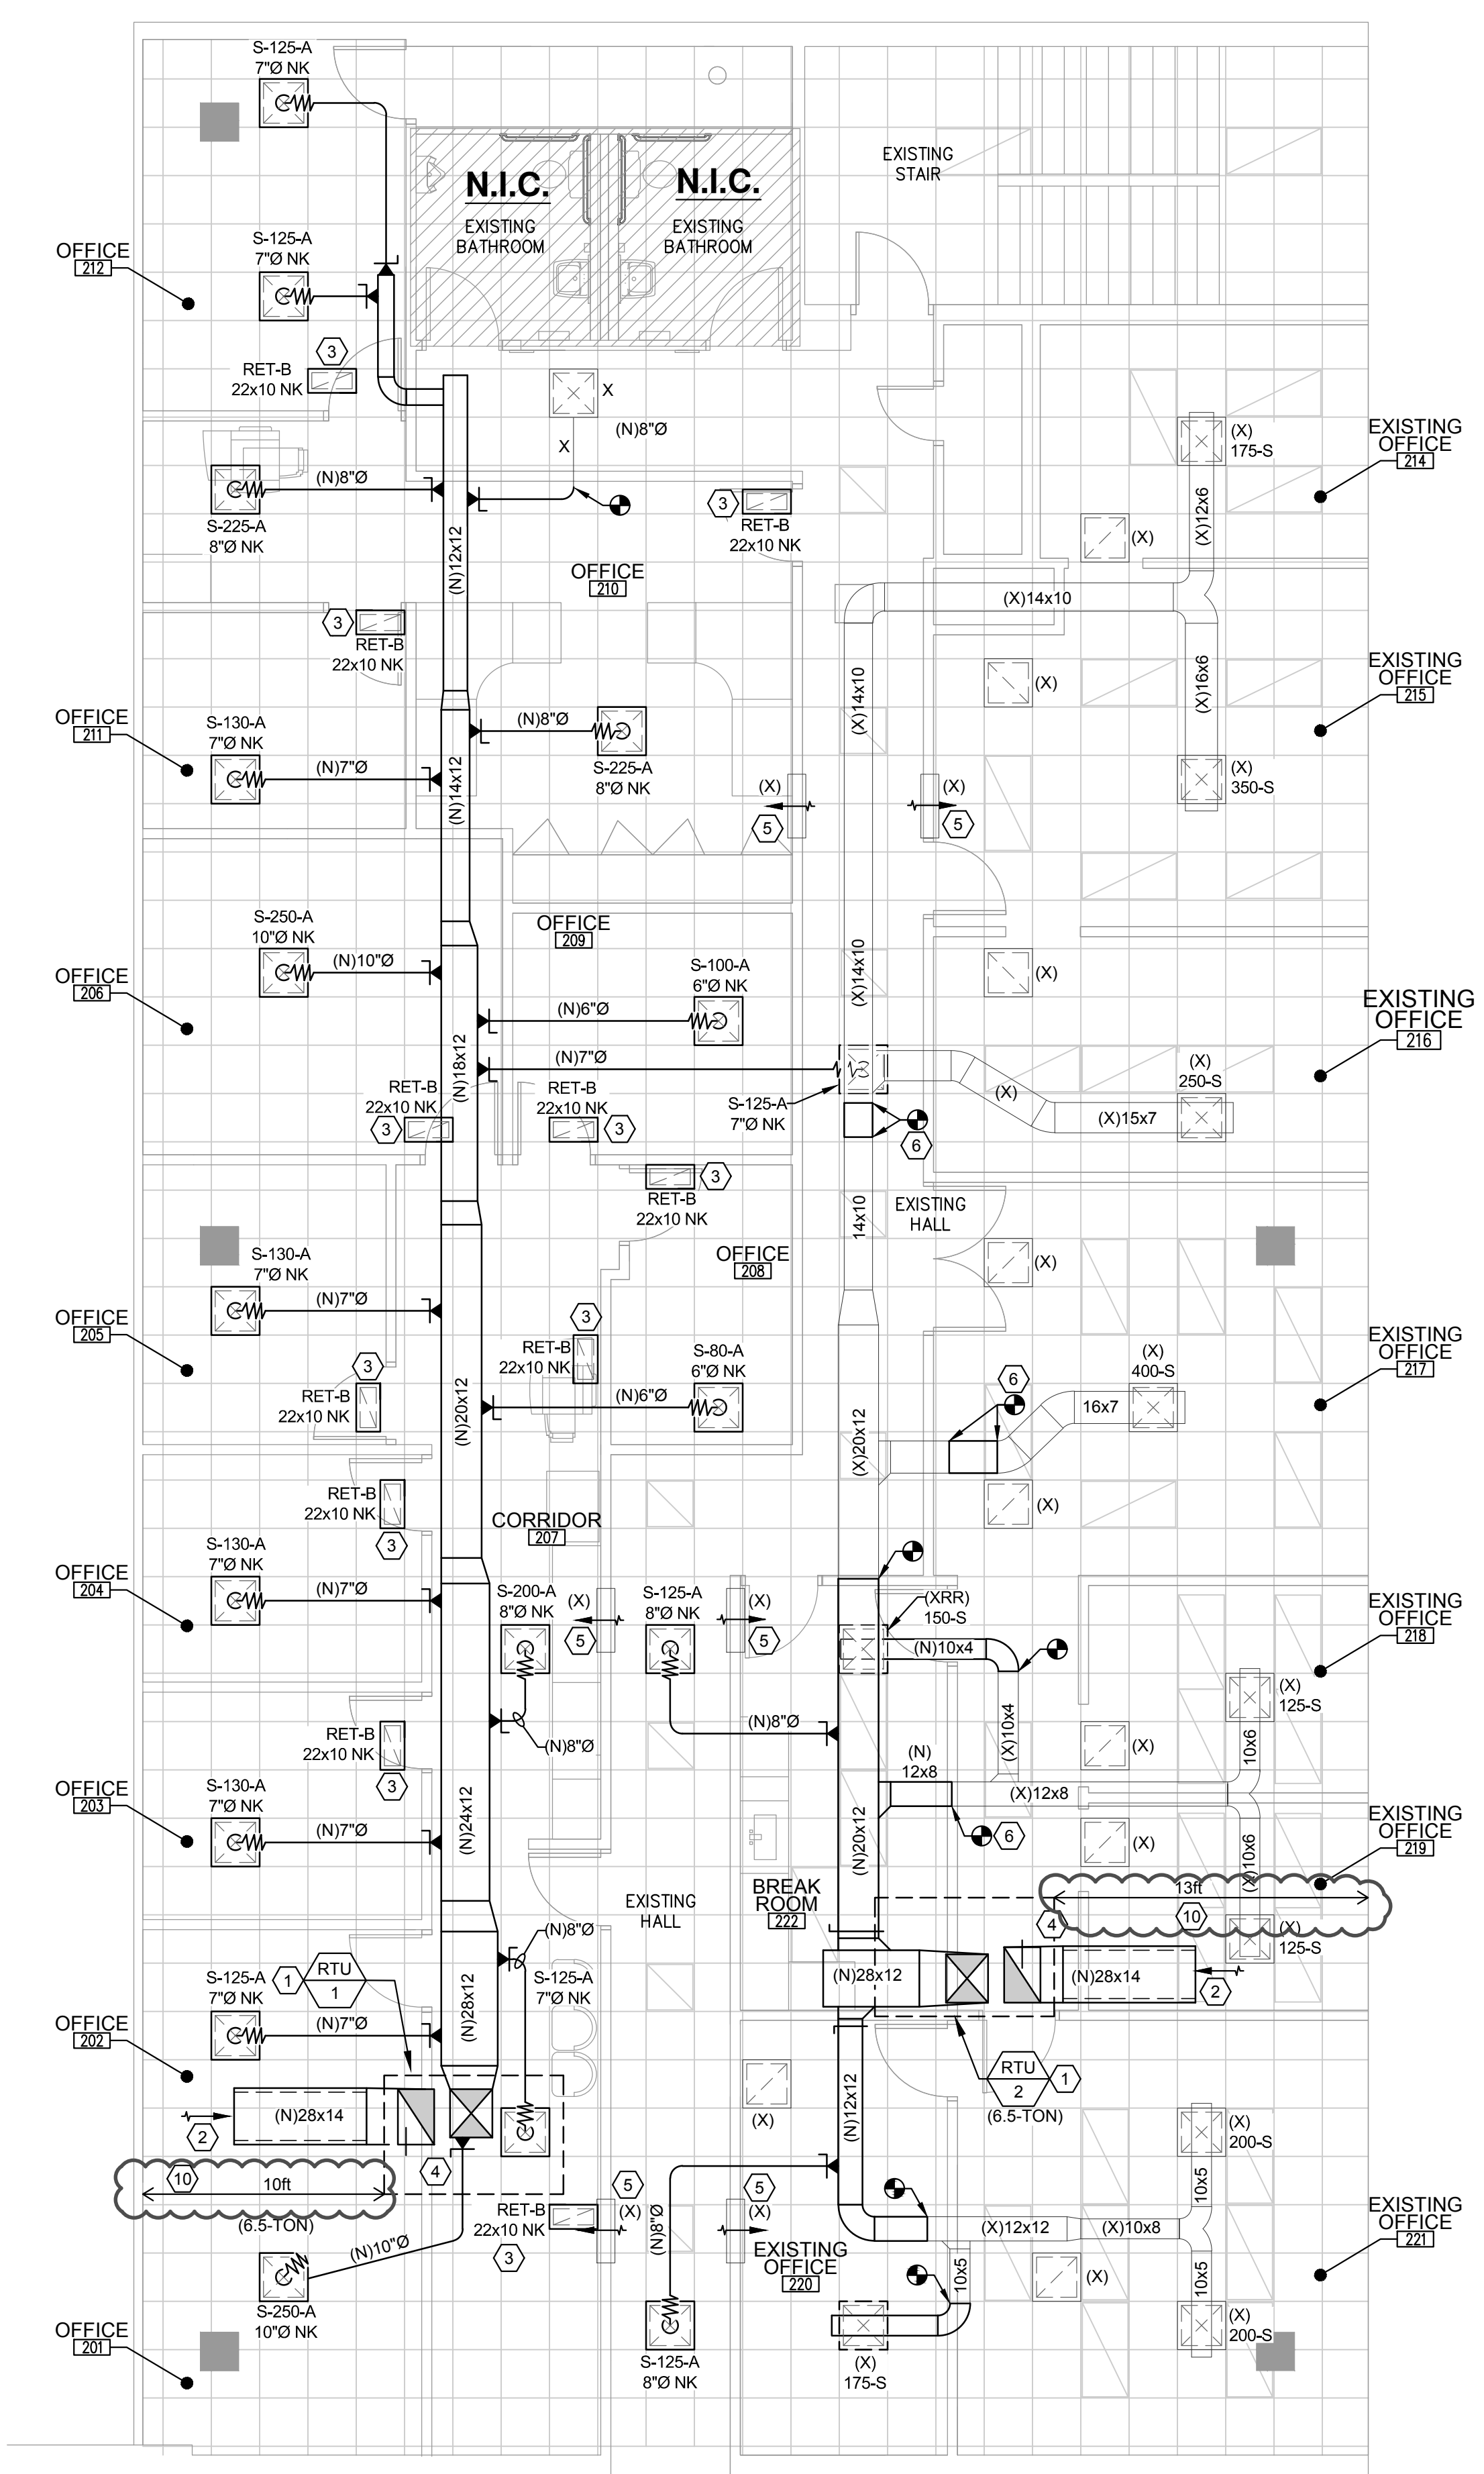 S-125-A
7"Ø NK
EXISTING
STAIR
N.I.C.
EXISTING
BATHROOM
N.I.C.
EXISTING
BATHROOM
OFFICE
212
S-125-A
7"Ø NK
3
RET-B
22x10 NK
X
X
(N)8"Ø
(X)
175-S
EXISTING
OFFICE
214
(N)8"Ø
S-225-A
8"Ø NK
3
RET-B
22x10 NK
(X)12x6
(X)
(N)12x12
OFFICE
210
(X)14x10
3
RET-B
22x10 NK
(X)14x10
(X)
(X)16x6
EXISTING
OFFICE
215
OFFICE
211
S-130-A
7"Ø NK
(N)7"Ø
(N)14x12
(N)8"Ø
S-225-A
8"Ø NK
(X)
5
(X)
5
(X)
350-S
S-250-A
10"Ø NK
(N)10"Ø
OFFICE
206
OFFICE
209
S-100-A
6"Ø NK
(N)6"Ø
(X)14x10
(X)
EXISTING
OFFICE
216
(N)18x12
(N)7"Ø
S-125-A
7"Ø NK
(X)
(X)
250-S
(X)15x7
6
RET-B
22x10 NK
3
RET-B
22x10 NK
3
3
RET-B
22x10 NK
14x10
EXISTING
HALL
OFFICE
208
(X)
S-130-A
7"Ø NK
(N)7"Ø
OFFICE
205
3
RET-B
22x10 NK
3
RET-B
22x10 NK
(N)20x12
S-80-A
6"Ø NK
(N)6"Ø
(X)20x12
6
(X)
400-S
16x7
EXISTING
OFFICE
217
RET-B
22x10 NK
3
CORRIDOR
207
(X)
S-130-A
7"Ø NK
(N)7"Ø
OFFICE
204
S-200-A
8"Ø NK
(X)
5
S-125-A
8"Ø NK
(X)
5
(XRR)
150-S
(N)10x4
EXISTING
OFFICE
218
(X)
125-S
(N)8"Ø
(N)8"Ø
RET-B
22x10 NK
3
(N)
12x8
(X)10x4
(X)
10x6
(X)12x8
OFFICE
203
S-130-A
7"Ø NK
(N)7"Ø
(N)24x12
(N)20x12
6
(X)
(X)10x6
EXISTING
OFFICE
219
BREAK
ROOM
222
EXISTING
HALL
13ft
10
4
(X)
125-S
(N)8"Ø
1
RTU
1
S-125-A
7"Ø NK
(N)7"Ø
(N)28x12
S-125-A
7"Ø NK
(N)28x12
(N)28x14
2
OFFICE
202
RTU
2
1
(6.5-TON)
(N)28x14
2
4
10
10ft
(6.5-TON)
(N)12x12
(X)
(X)
200-S
10x5
RET-B
22x10 NK
3
5
(X)
5
(N)8"Ø
(X)12x12
(X)10x8
EXISTING
OFFICE
221
(N)10"Ø
EXISTING
OFFICE
220
10x5
(X)
10x5
S-250-A
10"Ø NK
OFFICE
201
S-125-A
8"Ø NK
(X)
175-S
(X)
200-S